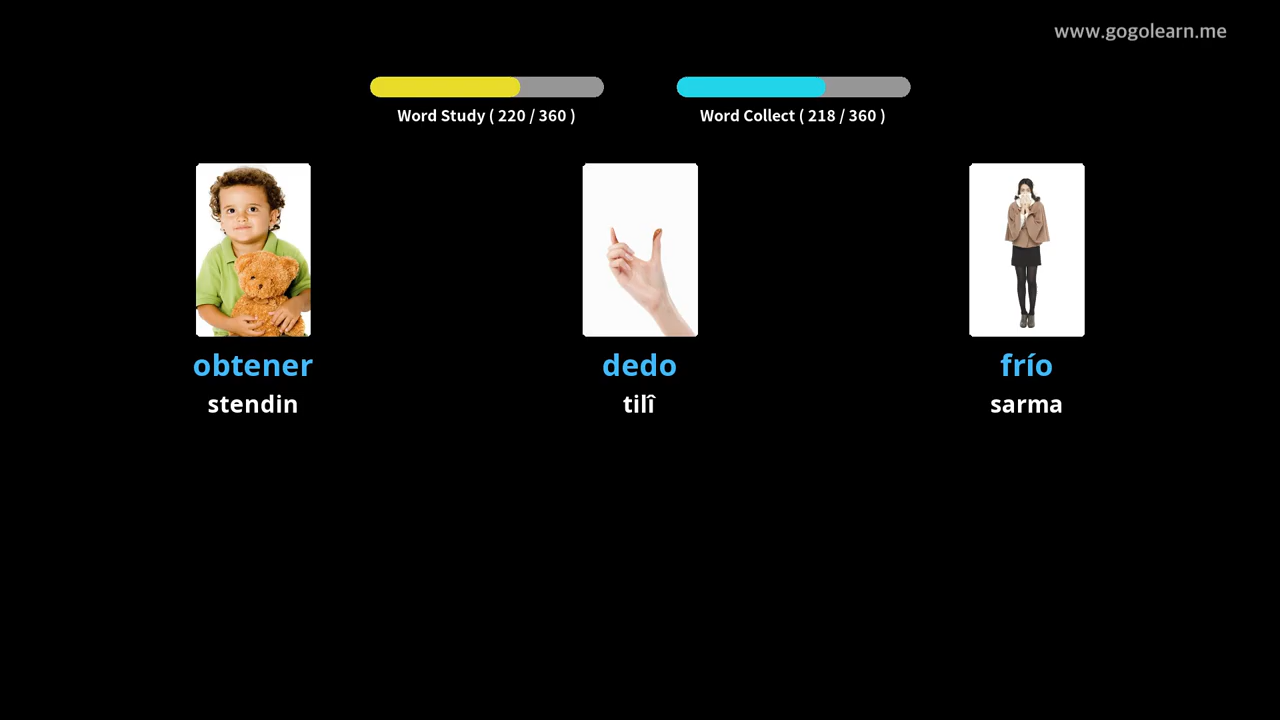 www.gogolearn.me
Word Study ( 220 / 360 )
Word Collect ( 218 / 360 )
obtener
stendin
dedo
tilî
frío
sarma